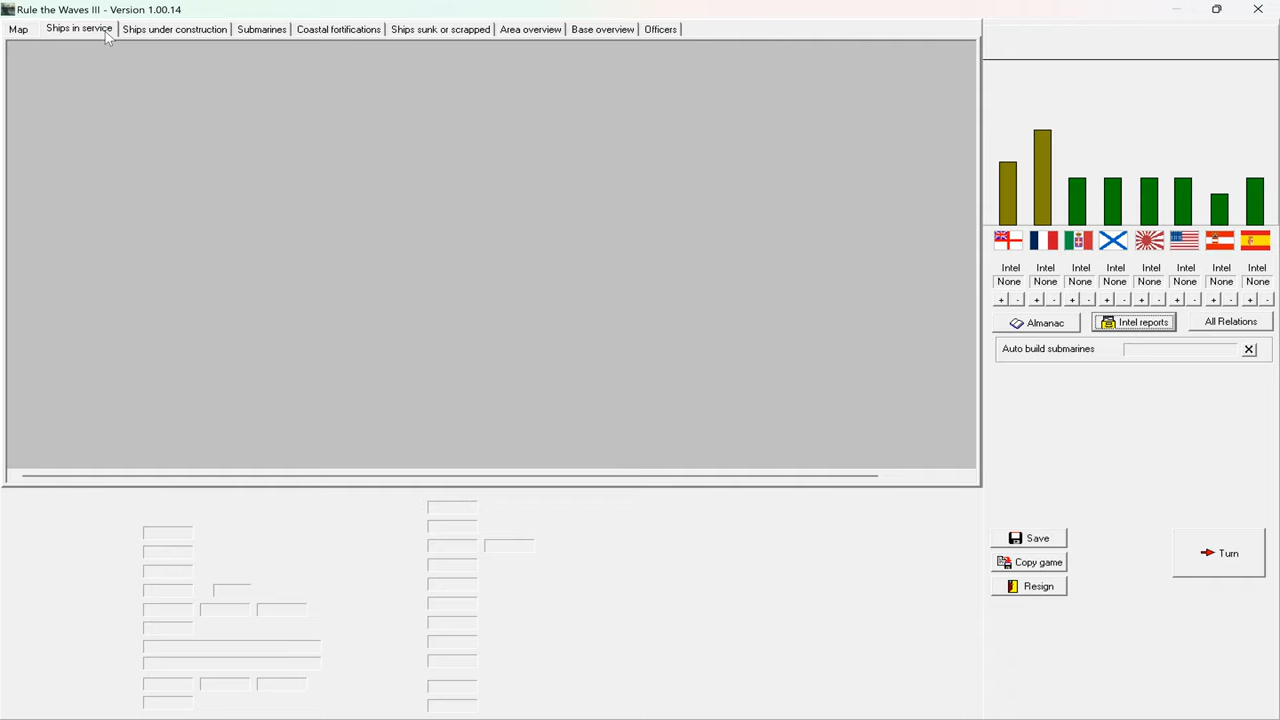 Rule the Waves III - Version 1.00.14
Map Ships in service Ships under construction Submarines Coastal fortifications Ships sunk or scrapped Area overview Base overview Officers
Intel Intel Intel Intel Intel Intel Intel Intel
None None None None None None None None
+ - + - + - + - + - + - + - + -
Almanac Intel reports All Relations
Auto build submarines X
Save
Copy game
Resign
Turn